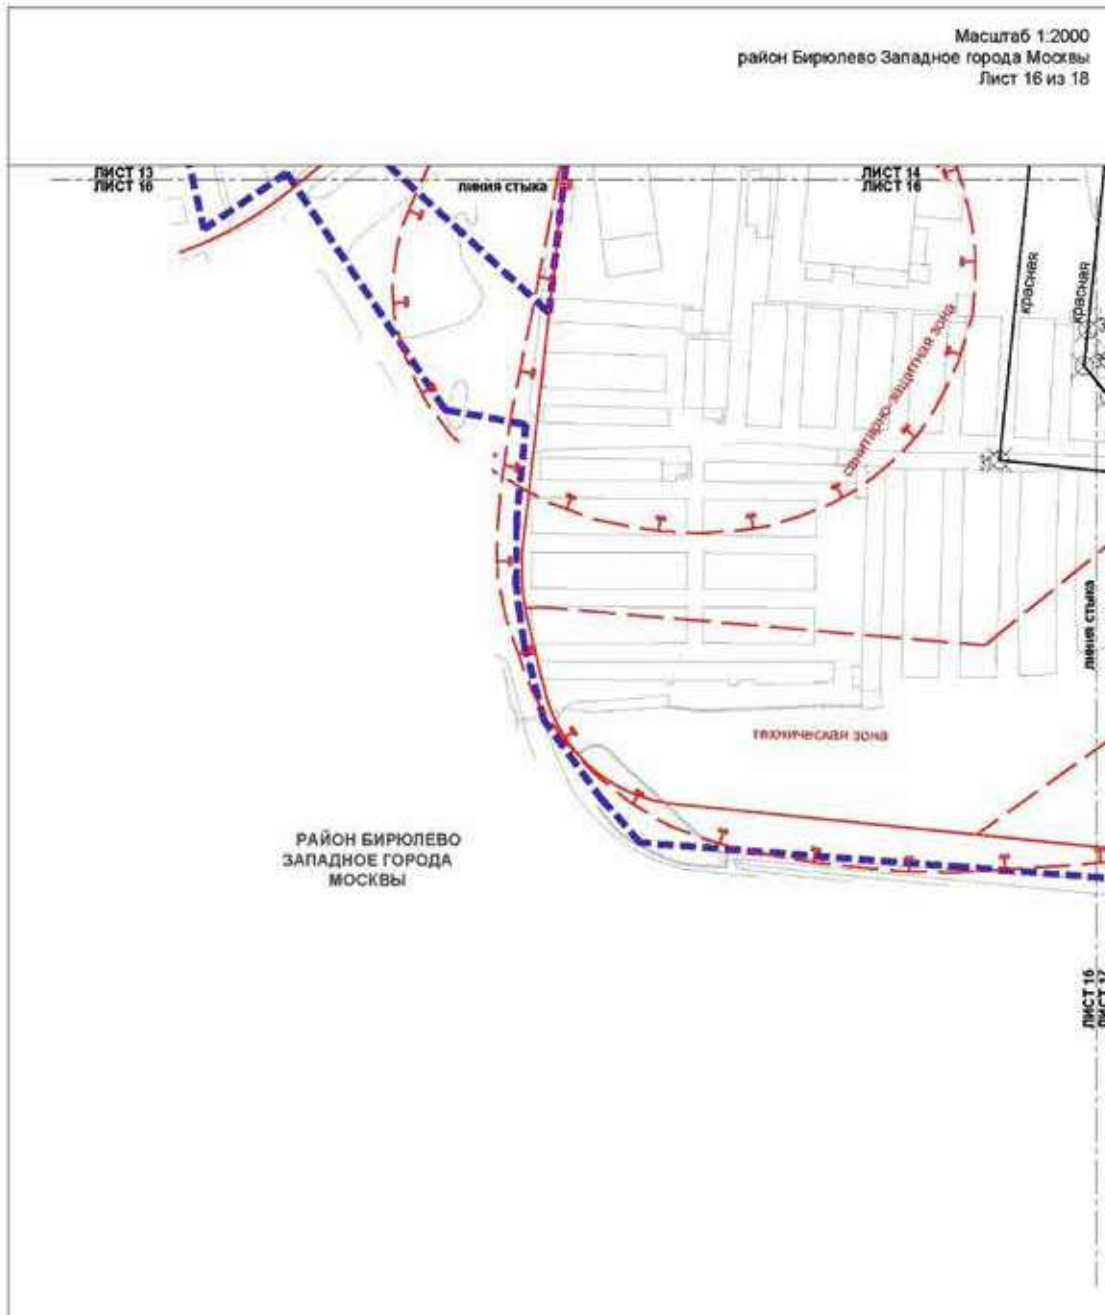 Масштаб 1:2000
район Бирюлево Западное города Москвы
Лист 16 из 18
ЛИСТ 13
ЛИСТ 16
линия стыка
ЛИСТ 14
ЛИСТ 16
красная
красная
санитарно-защитная зона
линия стыка
техническая зона
РАЙОН БИРЮЛЕВО
ЗАПАДНОЕ ГОРОДА
МОСКВЫ
ЛИСТ 16
ЛИСТ 17